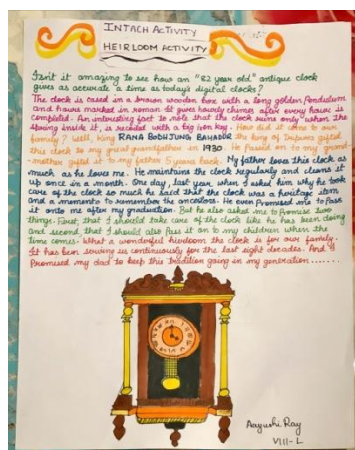 INTACH ACTIVITY
HEIRLOOM ACTIVITY
Isn't it amazing to see how an "82 year old" antique clock
gives as accurate a time as today's digital clocks?
The clock is cased in a brown wooden box with a long golden pendulum
and hours marked in roman. It gives hourly chimes after every hour is
completed. An interesting fact to note that the clock runs only when the
spring inside it, is rewinded with a big iron key. How did it come to our
family? Well, King RANA BODHJUNG BAHADUR the king of Tripura gifted
this clock to my great grandfather in 1930. He passed on to my grand
-mother gifted it to my father 5 years back. My father loves this clock as
much as he loves me. He maintains the clock regularly and cleans it
up once in a month. One day, last year, when I asked him why he took
care of the clock so much he said that the clock was a heritage item
and a momento to remember the ancestors. He even promised me to pass
it onto me after my graduation. But he also asked me to promise two
things. First, that I should take care of the clock like he has been doing
and second, that I should also pass it on to my children when the
time comes. What a wonderful heirloom the clock is for our family.
It has been serving us continuously for the last eight decades. And I
promised my dad to keep this tradition going in my generation.......
Aayushi Ray
VIII-L